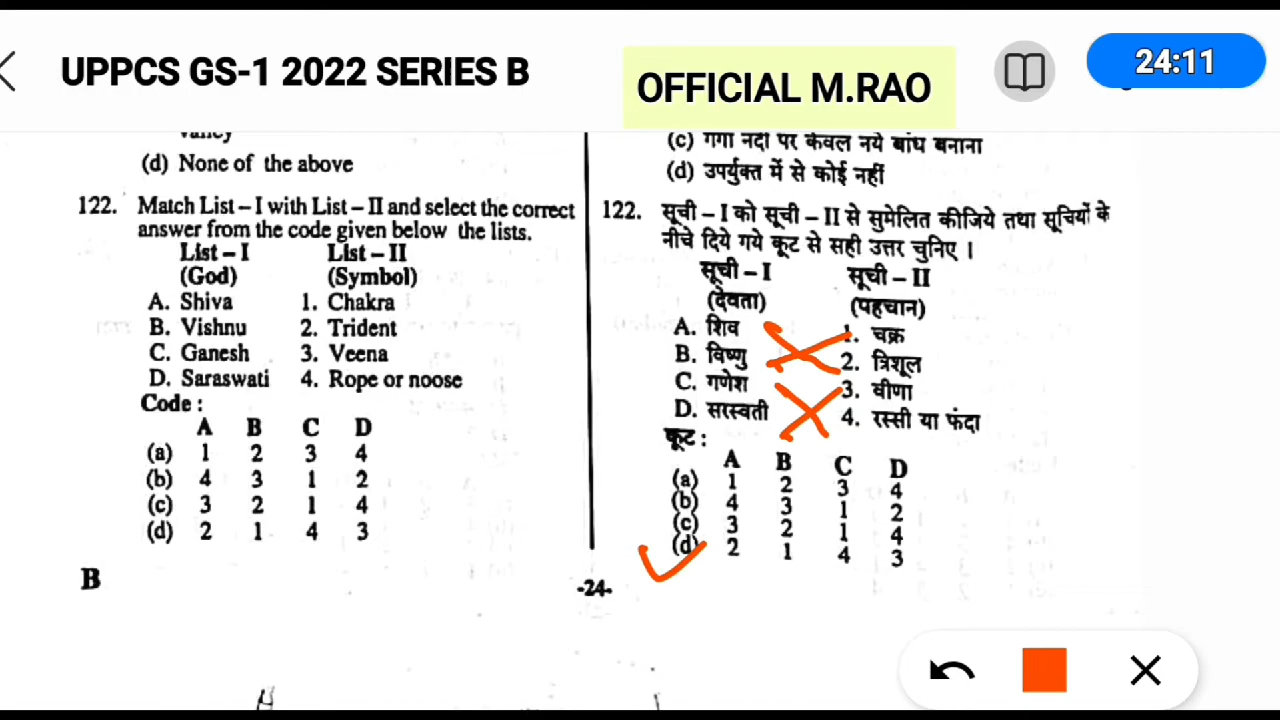 UPPCS GS-1 2022 SERIES B
OFFICIAL M.RAO
24:11
(d) None of the above
122. Match List – I with List – II and select the correct
answer from the code given below the lists.
List – I List – II
(God) (Symbol)
A. Shiva 1. Chakra
B. Vishnu 2. Trident
C. Ganesh 3. Veena
D. Saraswati 4. Rope or noose
Code :
A B C D
(a) 1 2 3 4
(b) 4 3 1 2
(c) 3 2 1 4
(d) 2 1 4 3
B
-24-
(c) गंगा नदी पर केवल नये बांध बनाना
(d) उपर्युक्त में से कोई नहीं
122. सूची – I को सूची – II से सुमेलित कीजिये तथा सूचियों के
नीचे दिये गये कूट से सही उत्तर चुनिए ।
सूची – I सूची – II
(देवता) (पहचान)
A. शिव 1. चक्र
B. विष्णु 2. त्रिशूल
C. गणेश 3. वीणा
D. सरस्वती 4. रस्सी या फंदा
कूट :
A B C D
(a) 1 2 3 4
(b) 4 3 1 2
(c) 3 2 1 4
(d) 2 1 4 3